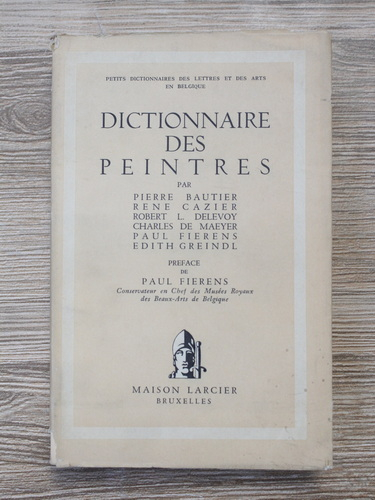 PETITS DICTIONNAIRES DES LETTRES ET DES ARTS
EN BELGIQUE
DICTIONNAIRE
DES
PEINTRES
PAR
PIERRE BAUTIER
RENE CAZIER
ROBERT L. DELEVOY
CHARLES DE MAEYER
PAUL FIERENS
EDITH GREINDL
PREFACE
DE
PAUL FIERENS
Conservateur en Chef des Musées Royaux
des Beaux-Arts de Belgique
MAISON LARCIER
BRUXELLES